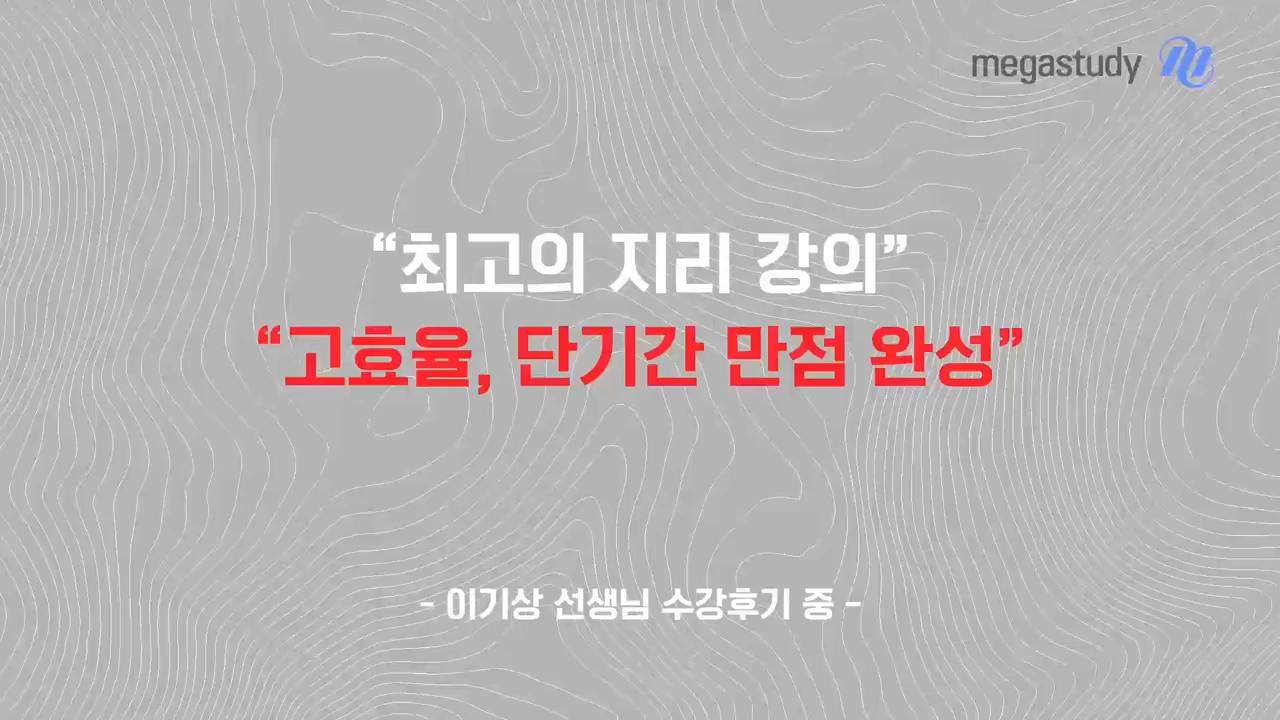 megastudy
“최고의 지리 강의”
“고효율, 단기간 만점 완성”
- 이기상 선생님 수강후기 중 -